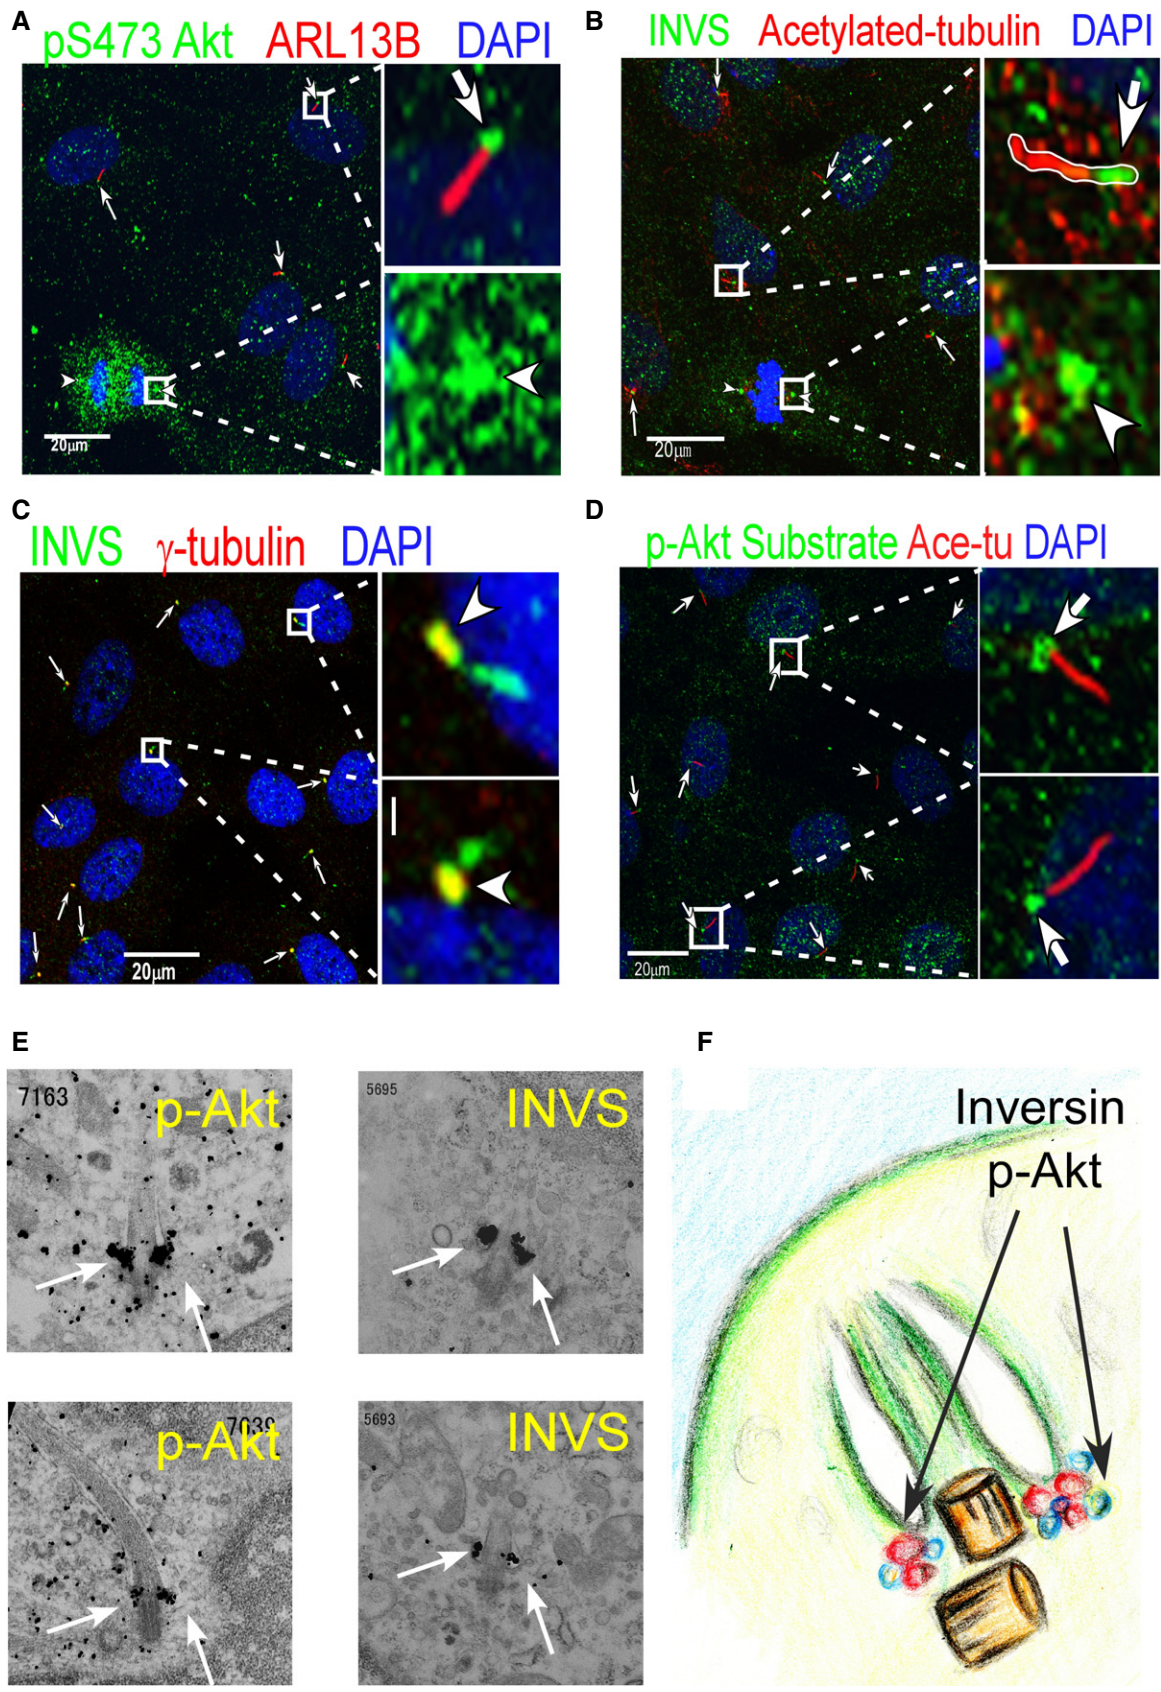 A
pS473 Akt ARL13B DAPI
20μm
B
INVS Acetylated-tubulin DAPI
20μm
C
INVS γ-tubulin DAPI
20μm
D
p-Akt Substrate Ace-tu DAPI
20μm
E
7163
p-Akt
5695
INVS
7639
p-Akt
5693
INVS
F
Inversin
p-Akt